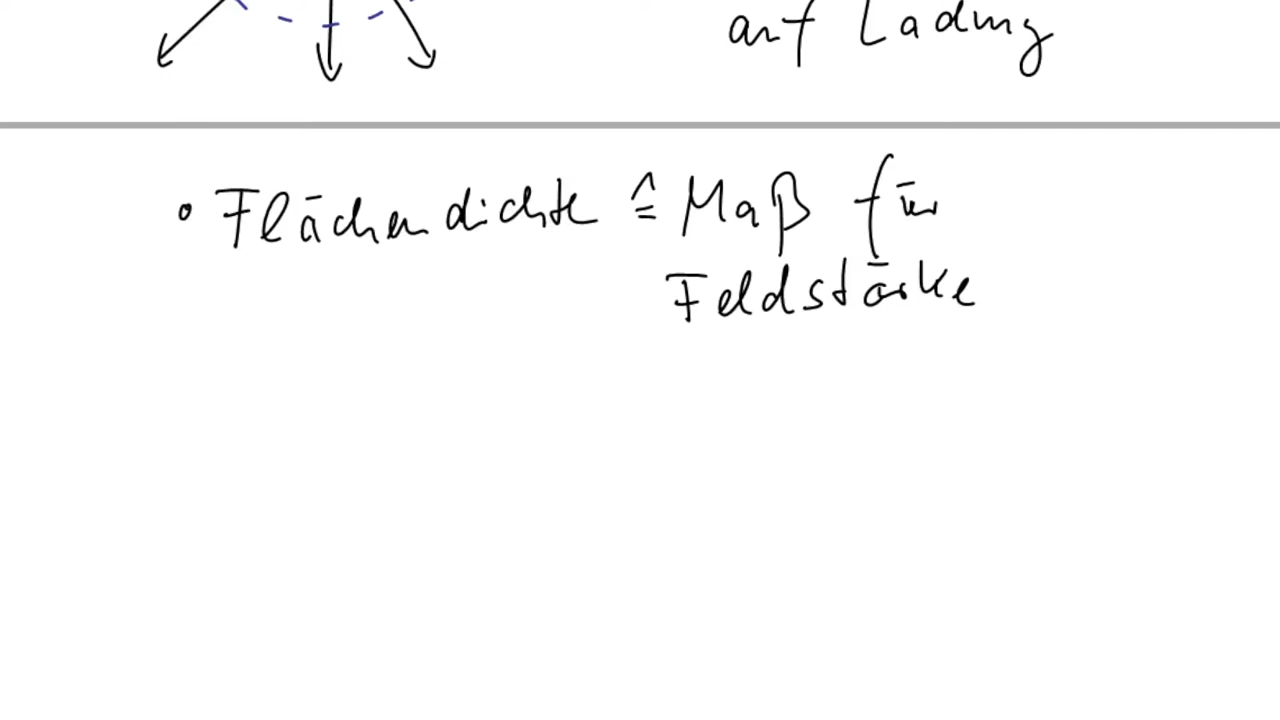 auf Ladung
• Flächendichte ≙ Maß für
Feldstärke